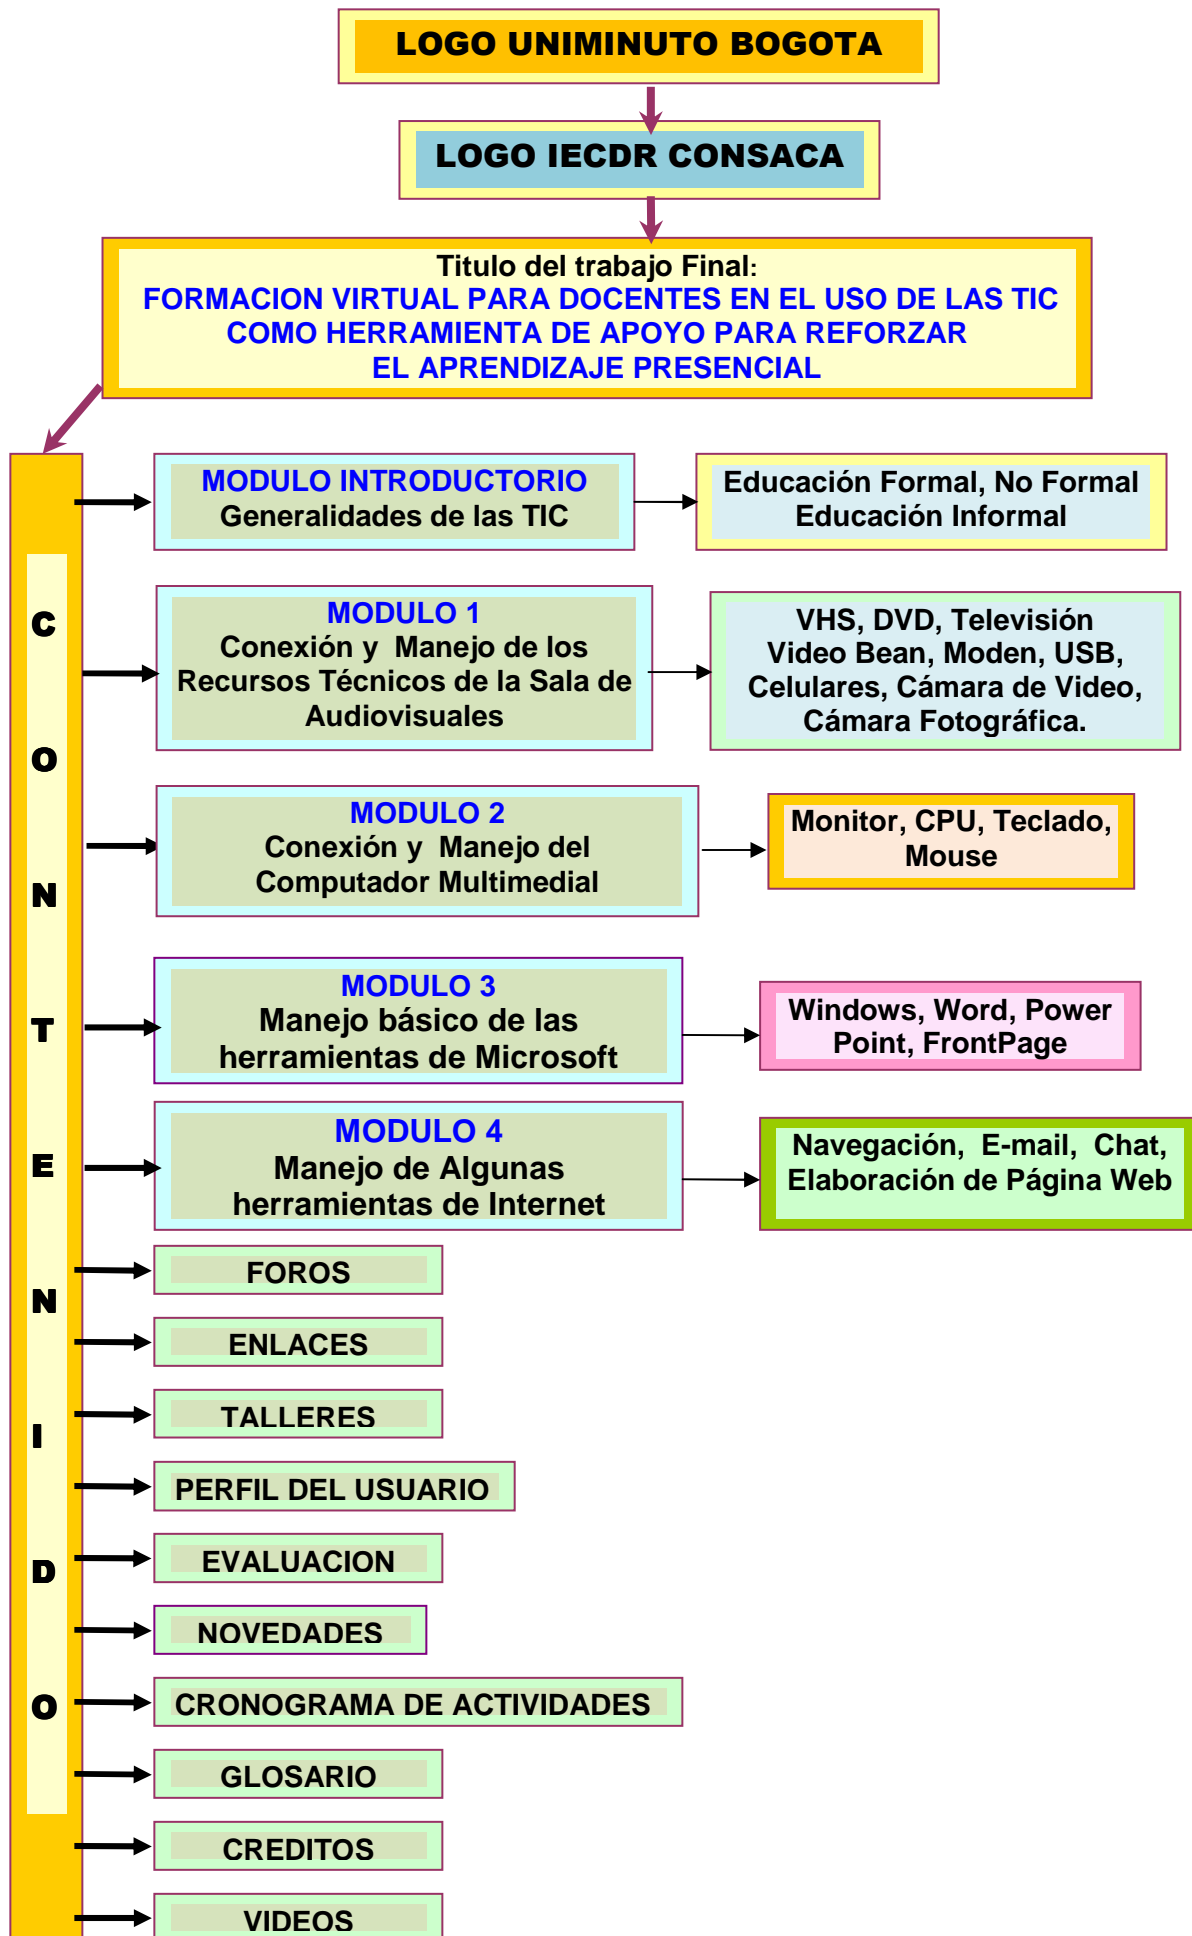 LOGO UNIMINUTO BOGOTA
LOGO IECDR CONSACA
Titulo del trabajo Final:
FORMACION VIRTUAL PARA DOCENTES EN EL USO DE LAS TIC
COMO HERRAMIENTA DE APOYO PARA REFORZAR
EL APRENDIZAJE PRESENCIAL
CONTENIDO
MODULO INTRODUCTORIO
Generalidades de las TIC
Educación Formal, No Formal
Educación Informal
MODULO 1
Conexión y Manejo de los
Recursos Técnicos de la Sala de
Audiovisuales
VHS, DVD, Televisión
Video Bean, Moden, USB,
Celulares, Cámara de Video,
Cámara Fotográfica.
MODULO 2
Conexión y Manejo del
Computador Multimedial
Monitor, CPU, Teclado,
Mouse
MODULO 3
Manejo básico de las
herramientas de Microsoft
Windows, Word, Power
Point, FrontPage
MODULO 4
Manejo de Algunas
herramientas de Internet
Navegación, E-mail, Chat,
Elaboración de Página Web
FOROS
ENLACES
TALLERES
PERFIL DEL USUARIO
EVALUACION
NOVEDADES
CRONOGRAMA DE ACTIVIDADES
GLOSARIO
CREDITOS
VIDEOS